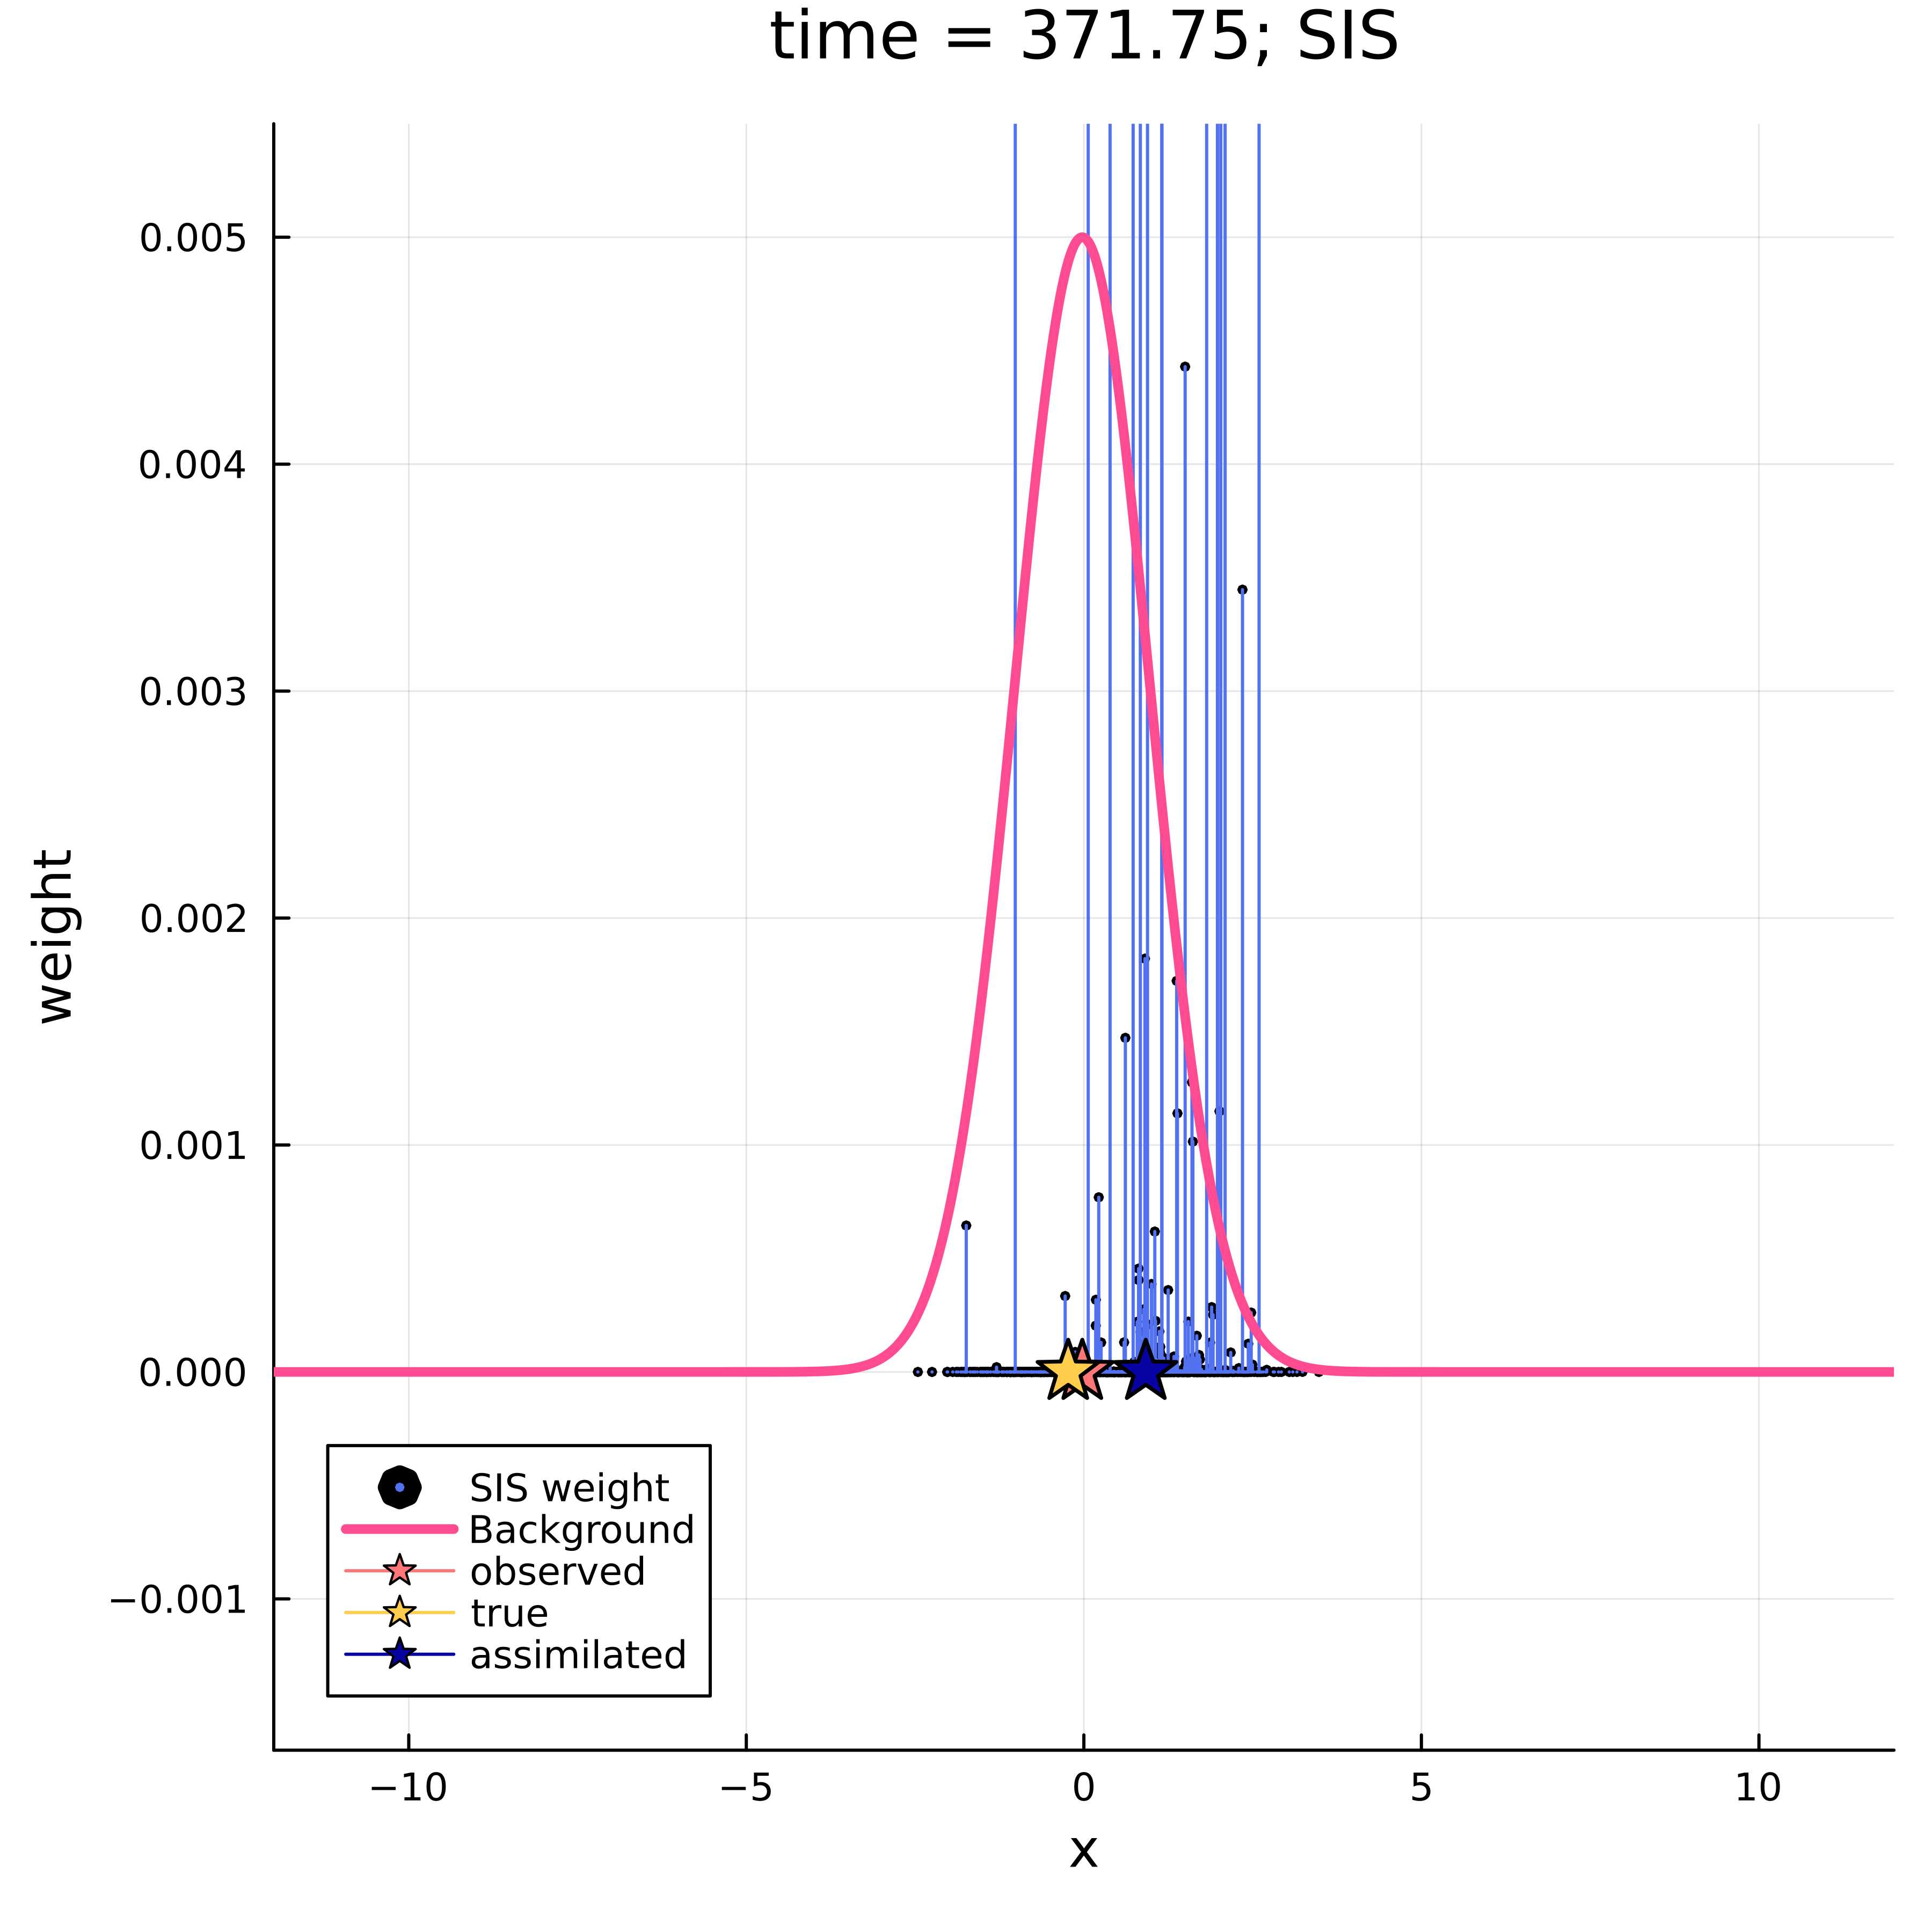 time = 371.75; SIS
0.005
0.004
0.003
0.002
0.001
0.000
−0.001
weight
SIS weight
Background
observed
true
assimilated
−10
−5
0
5
10
x